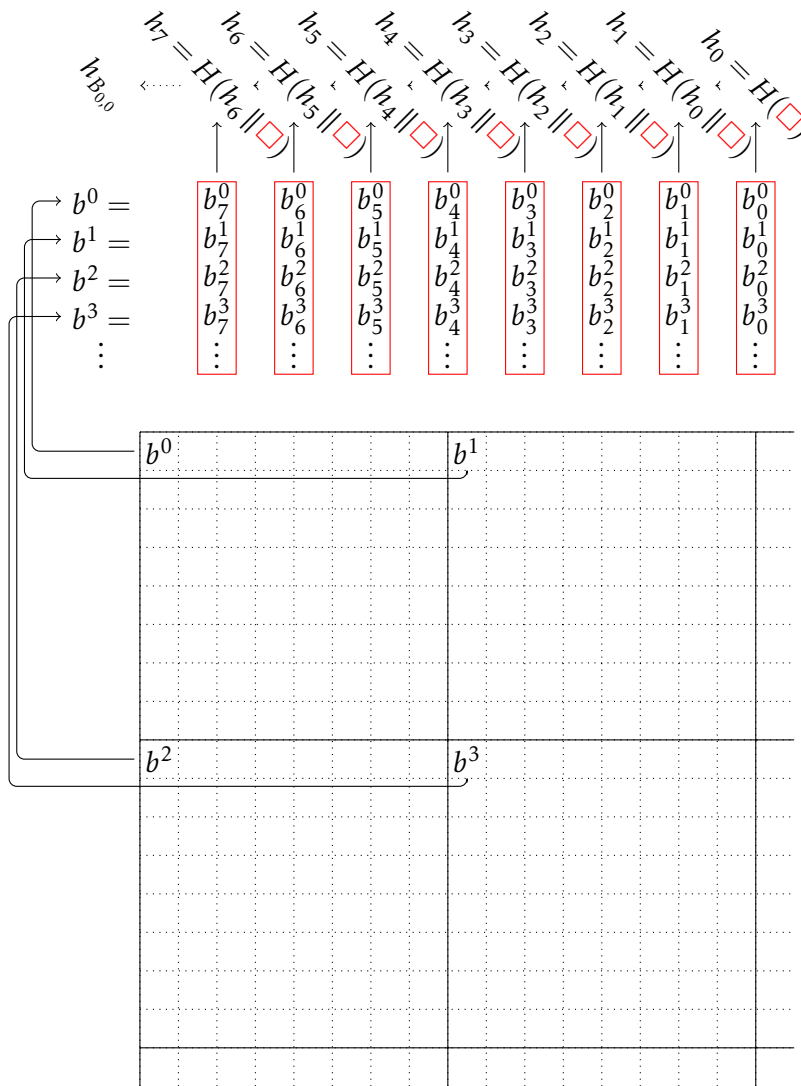 h_{B_{0,0}}
h_7 = H(h_6 ∥ □)
h_6 = H(h_5 ∥ □)
h_5 = H(h_4 ∥ □)
h_4 = H(h_3 ∥ □)
h_3 = H(h_2 ∥ □)
h_2 = H(h_1 ∥ □)
h_1 = H(h_0 ∥ □)
h_0 = H(□)
b^0 = b_7^0 b_6^0 b_5^0 b_4^0 b_3^0 b_2^0 b_1^0 b_0^0
b^1 = b_7^1 b_6^1 b_5^1 b_4^1 b_3^1 b_2^1 b_1^1 b_0^1
b^2 = b_7^2 b_6^2 b_5^2 b_4^2 b_3^2 b_2^2 b_1^2 b_0^2
b^3 = b_7^3 b_6^3 b_5^3 b_4^3 b_3^3 b_2^3 b_1^3 b_0^3
⋮ ⋮ ⋮ ⋮ ⋮ ⋮ ⋮ ⋮ ⋮
b^0 b^1
b^2 b^3